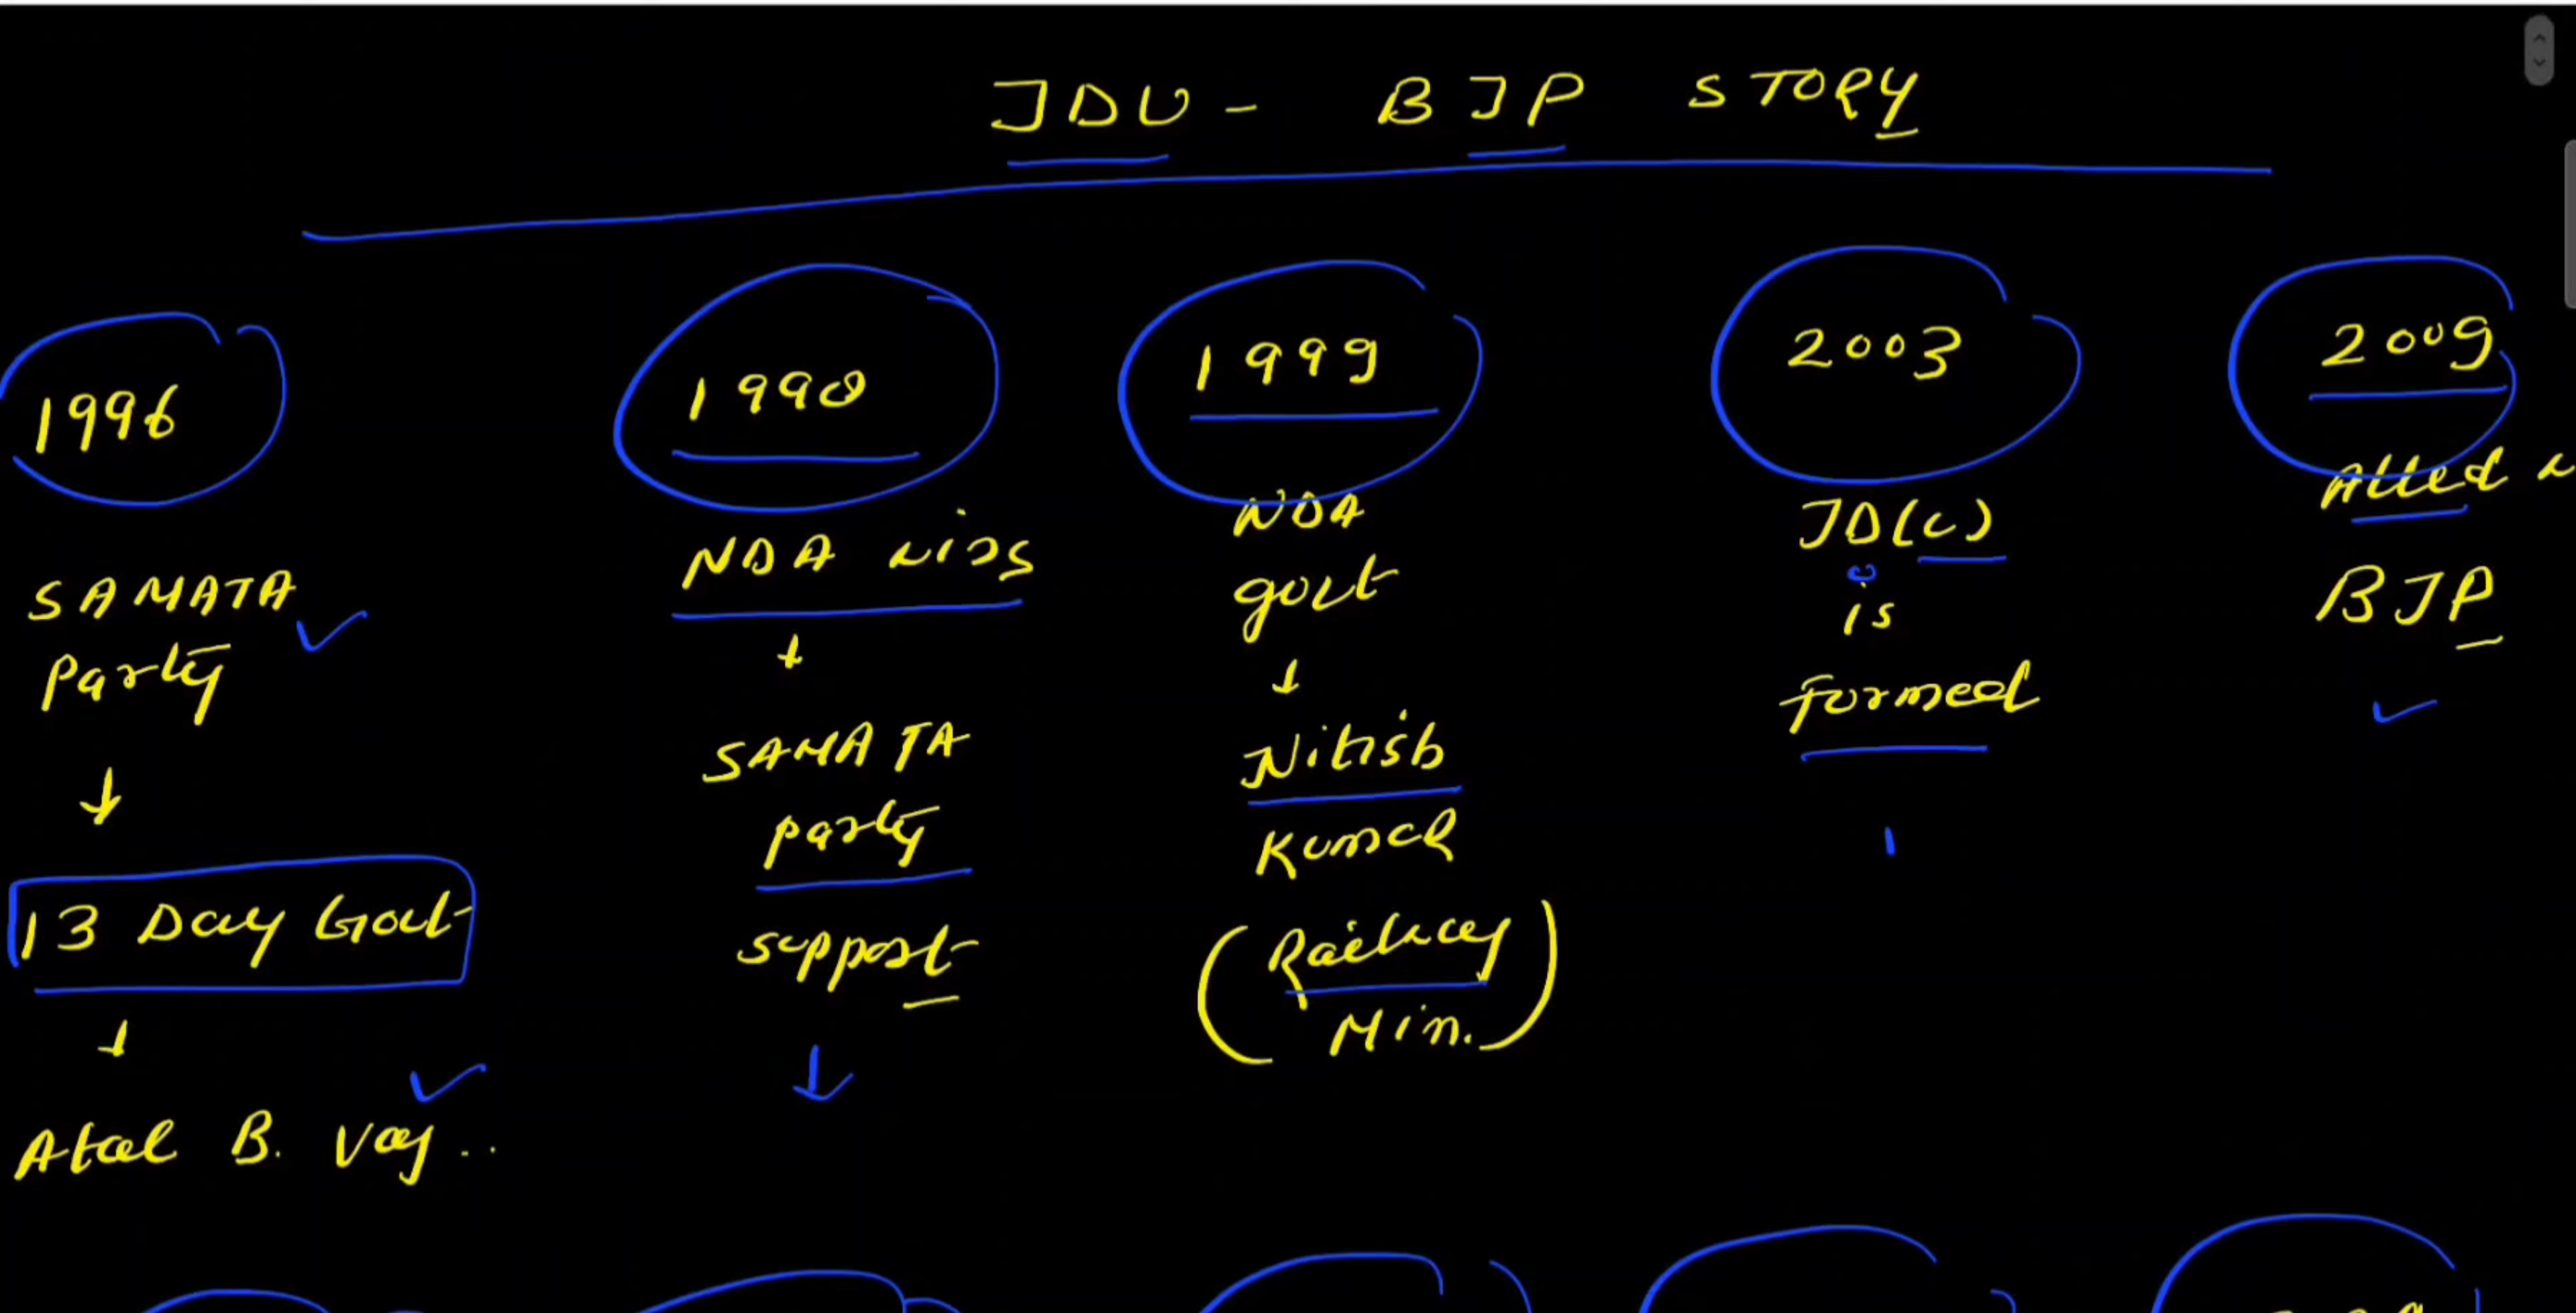 JDU - BJP STORY
1996
SAMATA
Party
13 Day Govt
Atal B. Vaj..
1998
NDA wins
SAMATA
party
support
1999
NDA
govt
Nitish
Kumar
(Railway
Min.)
2003
JD(U)
is
formed
2009
Allied w
BJP